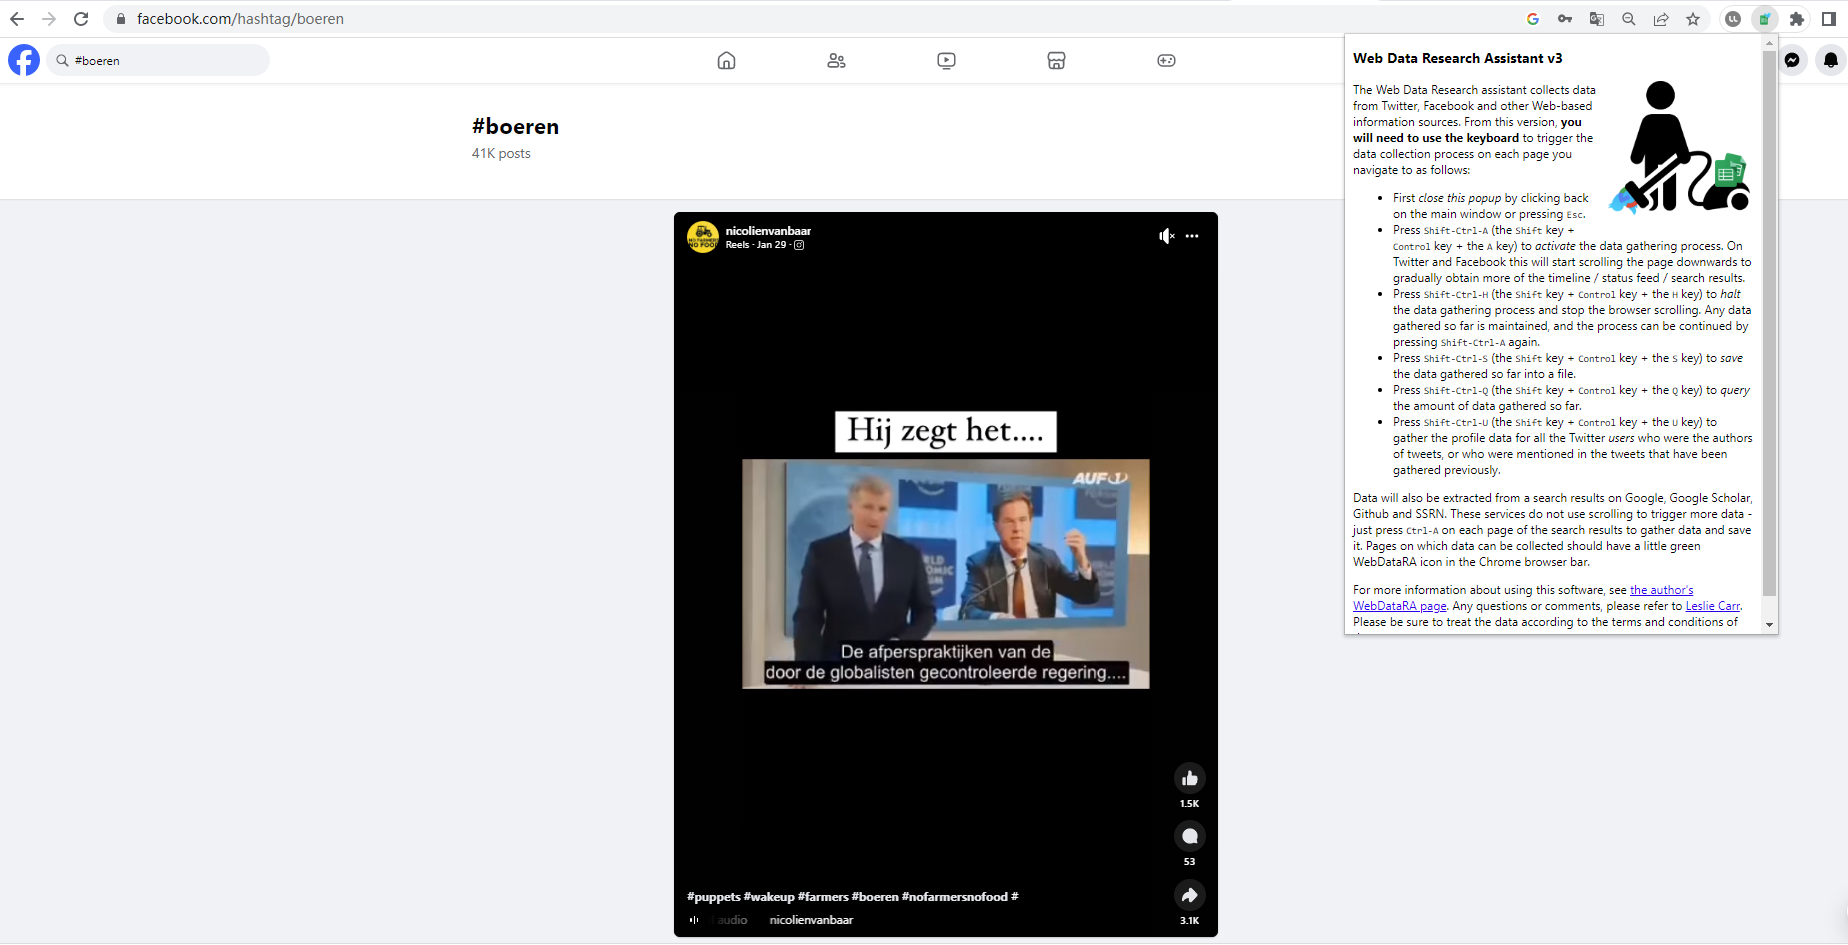 facebook.com/hashtag/boeren
#boeren
#boeren
41K posts
NO FARMERS
NO FOOD
nicolienvanbaar
Reels · Jan 29 ·
Hij zegt het....
AUF1
De afperspraktijken van de
door de globalisten gecontroleerde regering....
1.5K
53
3.1K
#puppets #wakeup #farmers #boeren #nofarmersnofood #
audio nicolienvanbaar
Web Data Research Assistant v3
The Web Data Research assistant collects data
from Twitter, Facebook and other Web-based
information sources. From this version, you
will need to use the keyboard to trigger the
data collection process on each page you
navigate to as follows:
• First close this popup by clicking back
on the main window or pressing Esc.
• Press Shift-Ctrl-A (the Shift key +
Control key + the A key) to activate the data gathering process. On
Twitter and Facebook this will start scrolling the page downwards to
gradually obtain more of the timeline / status feed / search results.
• Press Shift-Ctrl-H (the Shift key + Control key + the H key) to halt
the data gathering process and stop the browser scrolling. Any data
gathered so far is maintained, and the process can be continued by
pressing Shift-Ctrl-A again.
• Press Shift-Ctrl-S (the Shift key + Control key + the S key) to save
the data gathered so far into a file.
• Press Shift-Ctrl-Q (the Shift key + Control key + the Q key) to query
the amount of data gathered so far.
• Press Shift-Ctrl-U (the Shift key + Control key + the U key) to
gather the profile data for all the Twitter users who were the authors
of tweets, or who were mentioned in the tweets that have been
gathered previously.
Data will also be extracted from a search results on Google, Google Scholar,
Github and SSRN. These services do not use scrolling to trigger more data -
just press Ctrl-A on each page of the search results to gather data and save
it. Pages on which data can be collected should have a little green
WebDataRA icon in the Chrome browser bar.
For more information about using this software, see the author's
WebDataRA page. Any questions or comments, please refer to Leslie Carr.
Please be sure to treat the data according to the terms and conditions of